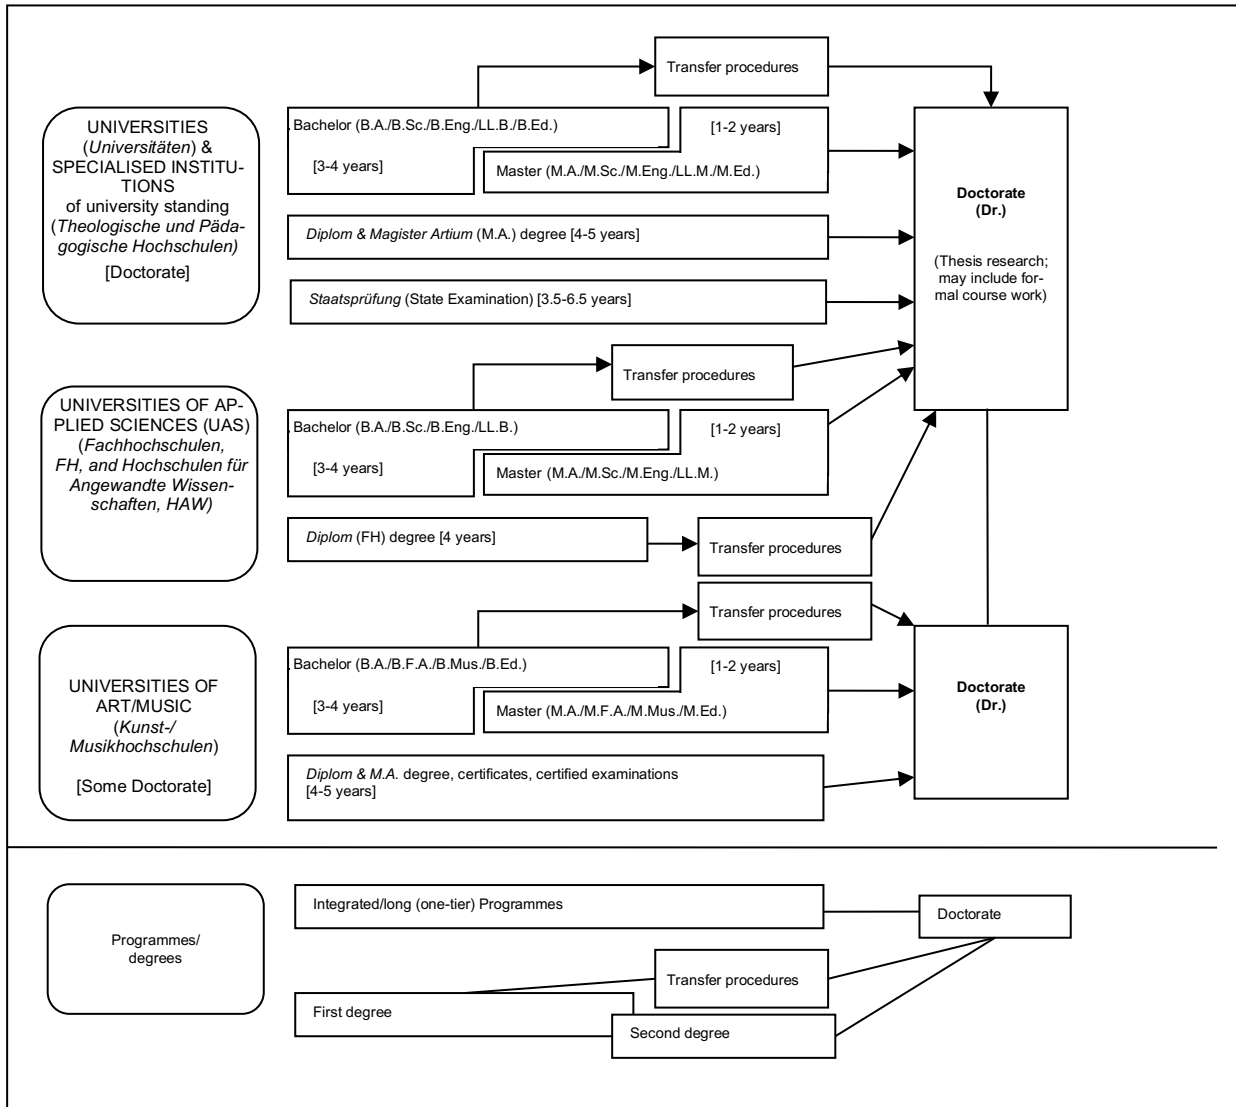 Transfer procedures
UNIVERSITIES
(Universitäten) &
SPECIALISED INSTITU-
TIONS
of university standing
(Theologische und Päda-
gogische Hochschulen)
[Doctorate]
. Bachelor (B.A./B.Sc./B.Eng./LL.B./B.Ed.)
[3-4 years]
[1-2 years]
Master (M.A./M.Sc./M.Eng./LL.M./M.Ed.)
Diplom & Magister Artium (M.A.) degree [4-5 years]
Staatsprüfung (State Examination) [3.5-6.5 years]
Doctorate
(Dr.)
(Thesis research;
may include for-
mal course work)
Transfer procedures
UNIVERSITIES OF AP-
PLIED SCIENCES (UAS)
(Fachhochschulen,
FH, and Hochschulen für
Angewandte Wissen-
schaften, HAW)
. Bachelor (B.A./B.Sc./B.Eng./LL.B.)
[3-4 years]
[1-2 years]
Master (M.A./M.Sc./M.Eng./LL.M.)
Diplom (FH) degree [4 years]
Transfer procedures
Transfer procedures
UNIVERSITIES OF
ART/MUSIC
(Kunst-/
Musikhochschulen)
[Some Doctorate]
. Bachelor (B.A./B.F.A./B.Mus./B.Ed.)
[3-4 years]
[1-2 years]
Master (M.A./M.F.A./M.Mus./M.Ed.)
Diplom & M.A. degree, certificates, certified examinations
[4-5 years]
Doctorate
(Dr.)
Programmes/
degrees
Integrated/long (one-tier) Programmes
Doctorate
Transfer procedures
First degree
Second degree